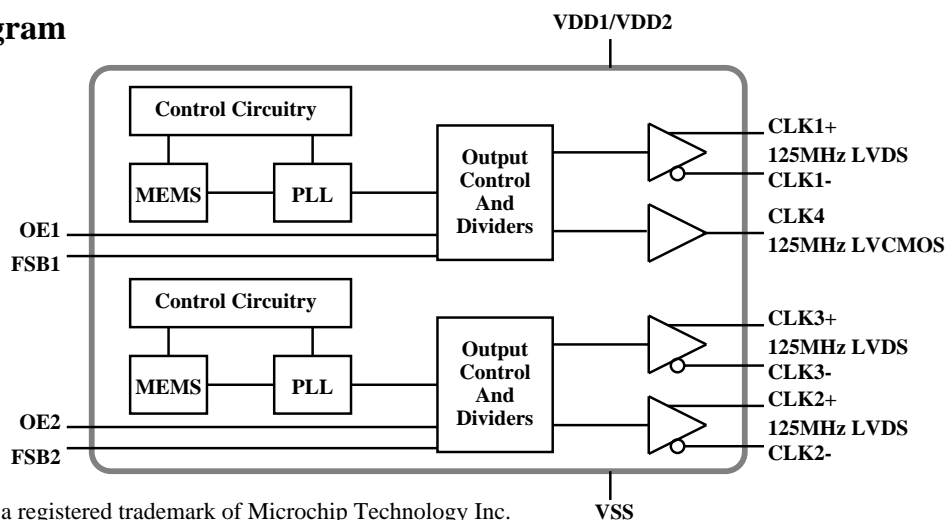 gram
VDD1/VDD2
Control Circuitry
MEMS
PLL
Output
Control
And
Dividers
CLK1+
125MHz LVDS
CLK1-
CLK4
125MHz LVCMOS
OE1
FSB1
Control Circuitry
MEMS
PLL
Output
Control
And
Dividers
CLK3+
125MHz LVDS
CLK3-
CLK2+
125MHz LVDS
CLK2-
OE2
FSB2
a registered trademark of Microchip Technology Inc.
VSS